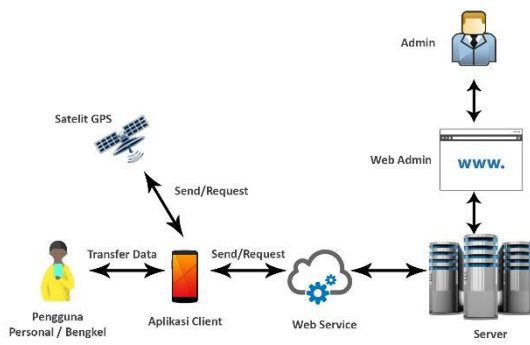 Admin
Satelit GPS
Web Admin
www.
Send/Request
Transfer Data
Send/Request
Pengguna
Personal / Bengkel
Aplikasi Client
Web Service
Server